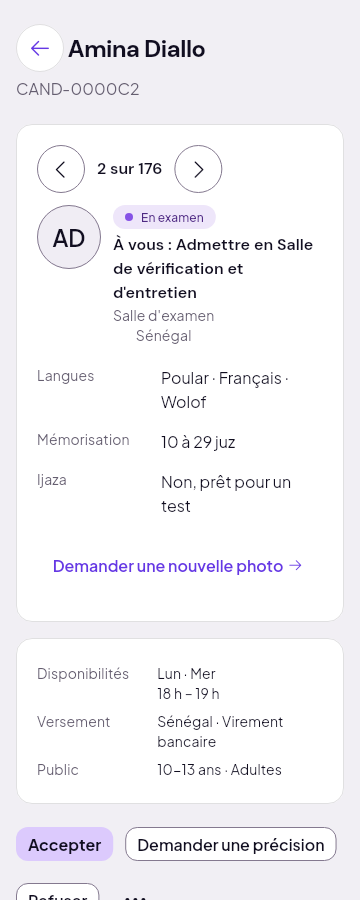 Amina Diallo
CAND-0000C2
2 sur 176
AD
En examen
À vous : Admettre en Salle
de vérification et
d'entretien
Salle d'examen
Sénégal
Langues
Poular · Français ·
Wolof
Mémorisation
10 à 29 juz
Ijaza
Non, prêt pour un
test
Demander une nouvelle photo →
Disponibilités
Lun · Mer
18 h – 19 h
Versement
Sénégal · Virement
bancaire
Public
10–13 ans · Adultes
Accepter
Demander une précision
Refuser